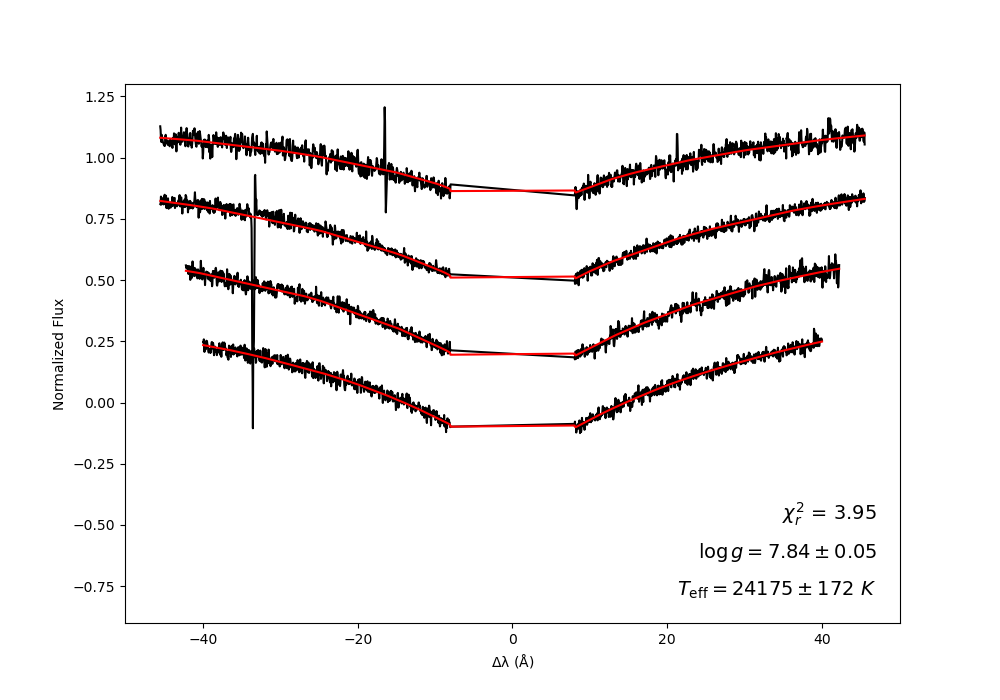 1.25
1.00
0.75
0.50
0.25
0.00
−0.25
−0.50
−0.75
Normalized Flux
χ²ᵣ = 3.95
log g = 7.84 ± 0.05
T_eff = 24175 ± 172 K
−40 −20 0 20 40
Δλ (Å)